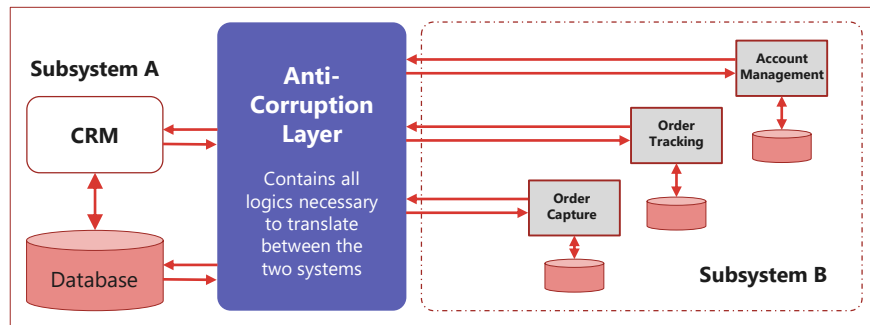 Subsystem A
CRM
Database
Anti-
Corruption
Layer
Contains all
logics necessary
to translate
between the
two systems
Account
Management
Order
Tracking
Order
Capture
Subsystem B